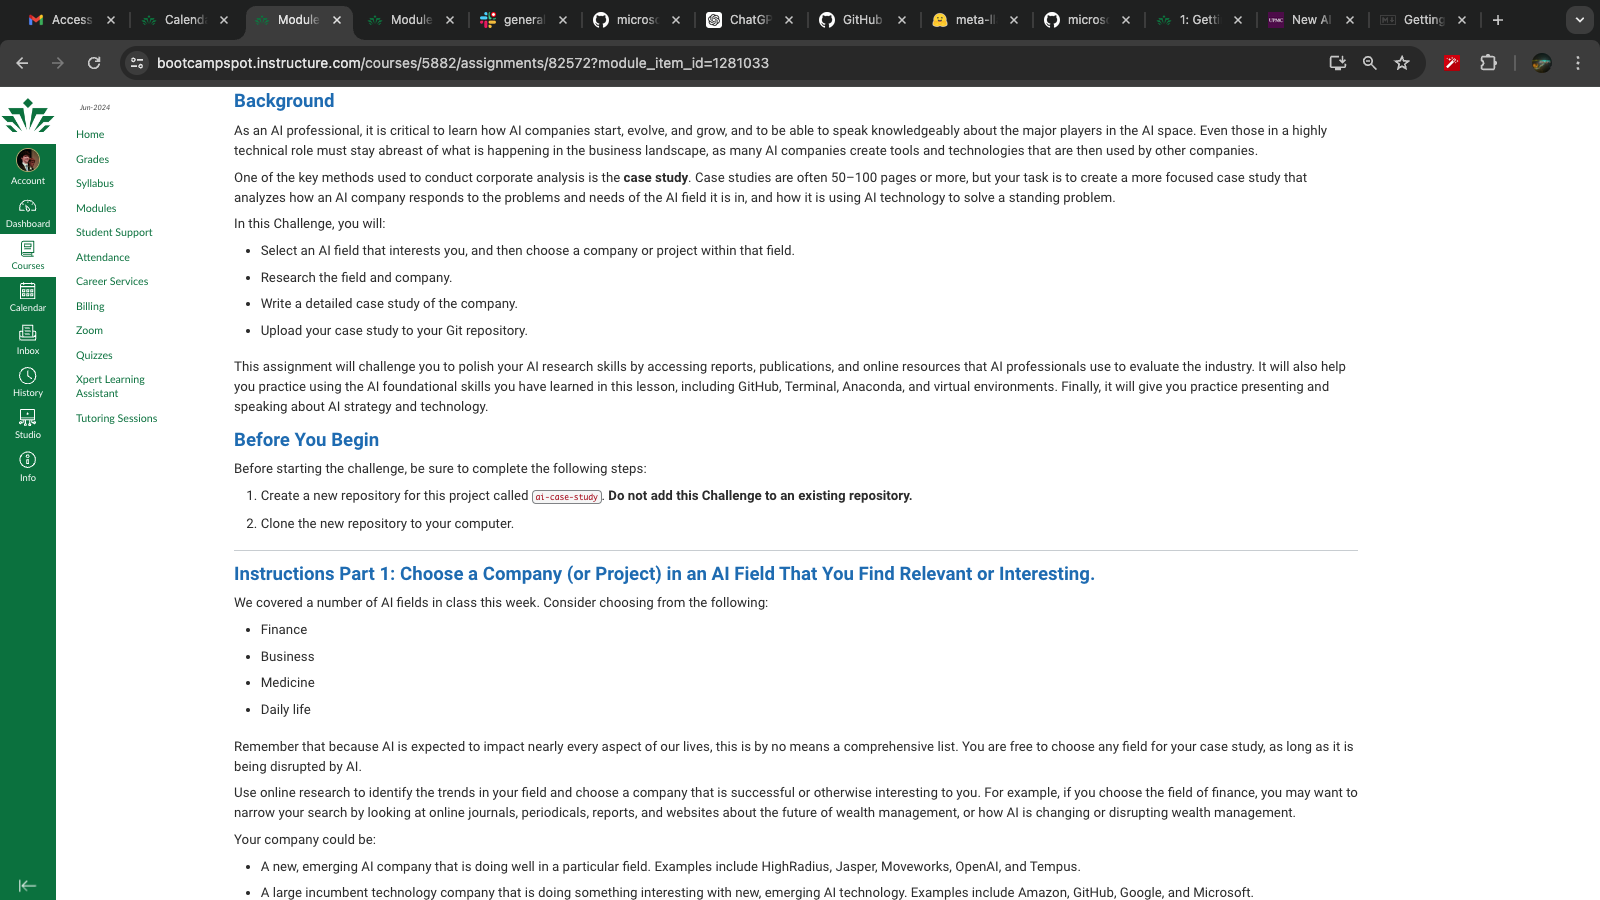 Access
Calend
Module
Module
general
microso
ChatGP
GitHub
meta-ll
microso
1: Getti
UPMC New AI
Getting
bootcampspot.instructure.com/courses/5882/assignments/82572?module_item_id=1281033
Account
Dashboard
Courses
Calendar
Inbox
History
Studio
Info
Jun-2024
Home
Grades
Syllabus
Modules
Student Support
Attendance
Career Services
Billing
Zoom
Quizzes
Xpert Learning
Assistant
Tutoring Sessions
Background
As an AI professional, it is critical to learn how AI companies start, evolve, and grow, and to be able to speak knowledgeably about the major players in the AI space. Even those in a highly
technical role must stay abreast of what is happening in the business landscape, as many AI companies create tools and technologies that are then used by other companies.
One of the key methods used to conduct corporate analysis is the case study. Case studies are often 50–100 pages or more, but your task is to create a more focused case study that
analyzes how an AI company responds to the problems and needs of the AI field it is in, and how it is using AI technology to solve a standing problem.
In this Challenge, you will:
• Select an AI field that interests you, and then choose a company or project within that field.
• Research the field and company.
• Write a detailed case study of the company.
• Upload your case study to your Git repository.
This assignment will challenge you to polish your AI research skills by accessing reports, publications, and online resources that AI professionals use to evaluate the industry. It will also help
you practice using the AI foundational skills you have learned in this lesson, including GitHub, Terminal, Anaconda, and virtual environments. Finally, it will give you practice presenting and
speaking about AI strategy and technology.
Before You Begin
Before starting the challenge, be sure to complete the following steps:
1. Create a new repository for this project called ai-case-study. Do not add this Challenge to an existing repository.
2. Clone the new repository to your computer.
Instructions Part 1: Choose a Company (or Project) in an AI Field That You Find Relevant or Interesting.
We covered a number of AI fields in class this week. Consider choosing from the following:
• Finance
• Business
• Medicine
• Daily life
Remember that because AI is expected to impact nearly every aspect of our lives, this is by no means a comprehensive list. You are free to choose any field for your case study, as long as it is
being disrupted by AI.
Use online research to identify the trends in your field and choose a company that is successful or otherwise interesting to you. For example, if you choose the field of finance, you may want to
narrow your search by looking at online journals, periodicals, reports, and websites about the future of wealth management, or how AI is changing or disrupting wealth management.
Your company could be:
• A new, emerging AI company that is doing well in a particular field. Examples include HighRadius, Jasper, Moveworks, OpenAI, and Tempus.
• A large incumbent technology company that is doing something interesting with new, emerging AI technology. Examples include Amazon, GitHub, Google, and Microsoft.